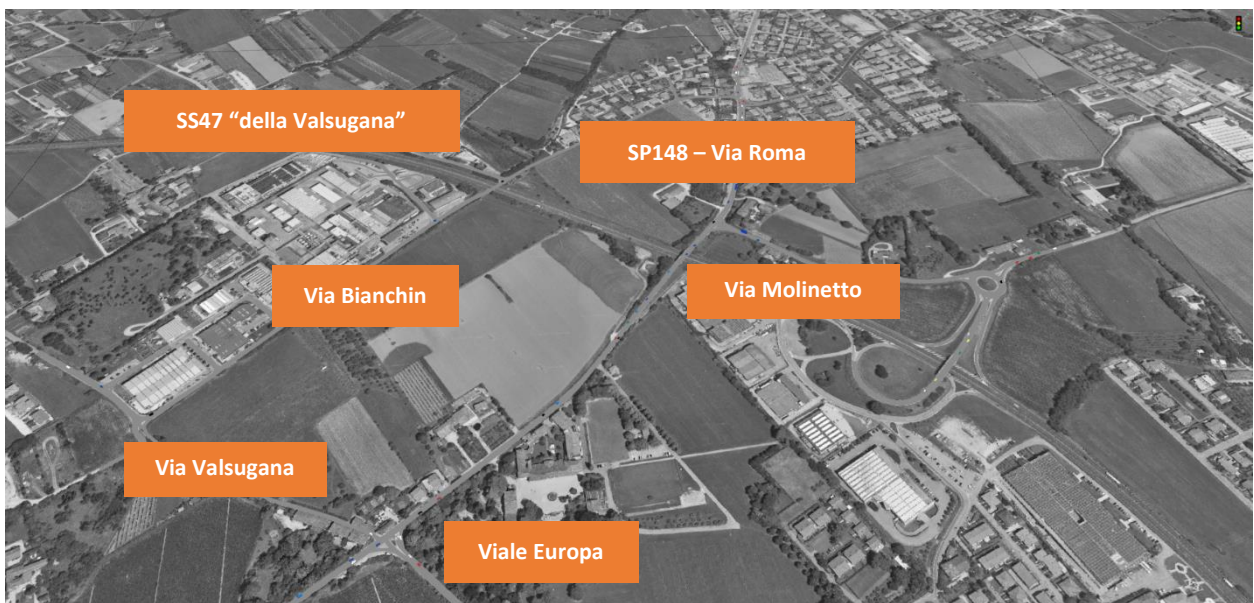 SS47 “della Valsugana”
SP148 – Via Roma
Via Bianchin
Via Molinetto
Via Valsugana
Viale Europa